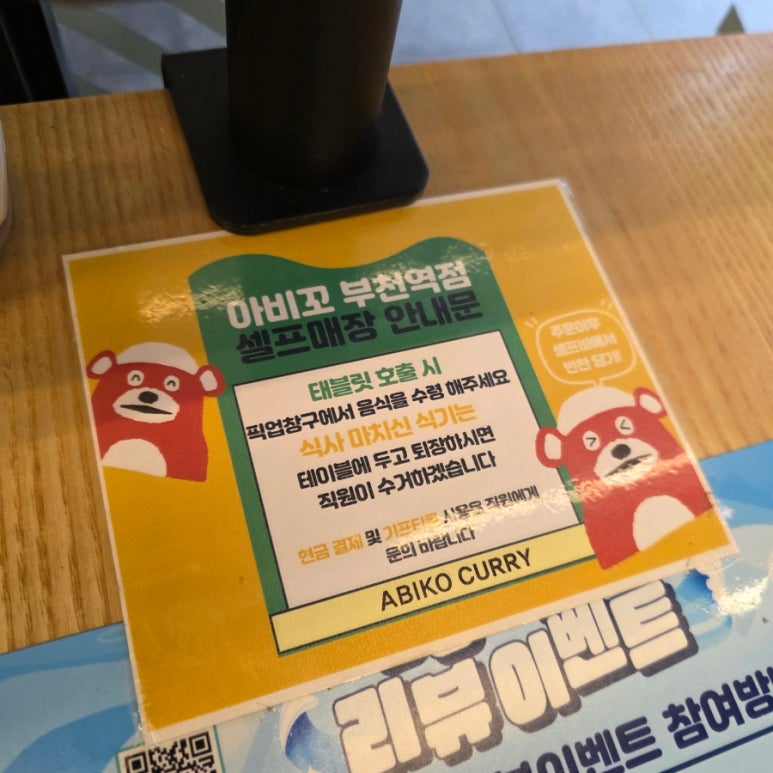 아비꼬 부천역점
셀프매장 안내문
주문이후
셀프바에서
반찬 담개!
태블릿 호출 시
픽업창구에서 음식을 수령 해주세요
식사 마치신 식기는
테이블에 두고 퇴장하시면
직원이 수거하겠습니다
현금 결제 및 기프티콘 사용은 직원에게
문의 바랍니다
ABIKO CURRY
리뷰 이벤트
이벤트 참여방